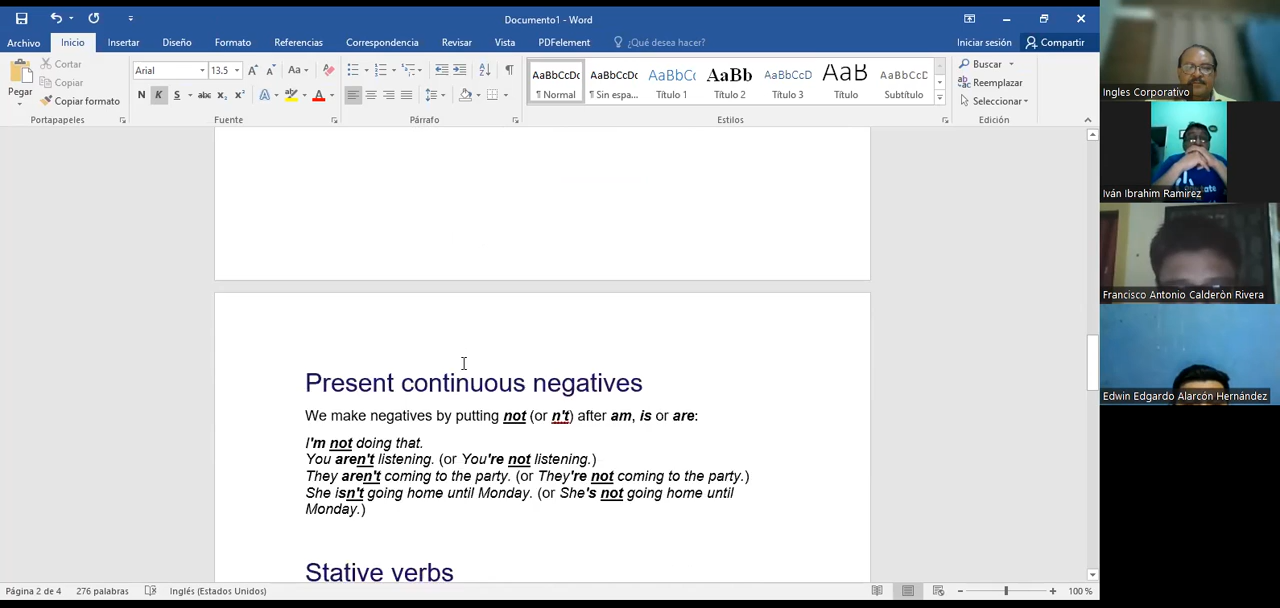 Documento1 - Word
Archivo Inicio Insertar Diseño Formato Referencias Correspondencia Revisar Vista PDFelement ¿Qué desea hacer? Iniciar sesión Compartir
Pegar
Cortar
Copiar
Copiar formato
Portapapeles
Arial 13.5
Fuente
Párrafo
AaBbCcDc AaBbCcDc AaBbCc AaBb AaBbCcD AaB AaBbCcD
¶ Normal ¶ Sin espa... Título 1 Título 2 Título 3 Título Subtítulo
Estilos
Buscar
Reemplazar
Seleccionar
Edición
Present continuous negatives
We make negatives by putting not (or n't) after am, is or are:
I'm not doing that.
You aren't listening. (or You're not listening.)
They aren't coming to the party. (or They're not coming to the party.)
She isn't going home until Monday. (or She's not going home until
Monday.)
Stative verbs
Página 2 de 4 276 palabras Inglés (Estados Unidos) 100 %
Ingles Corporativo
Iván Ibrahim Ramirez
Francisco Antonio Calderòn Rivera
Edwin Edgardo Alarcón Hernández